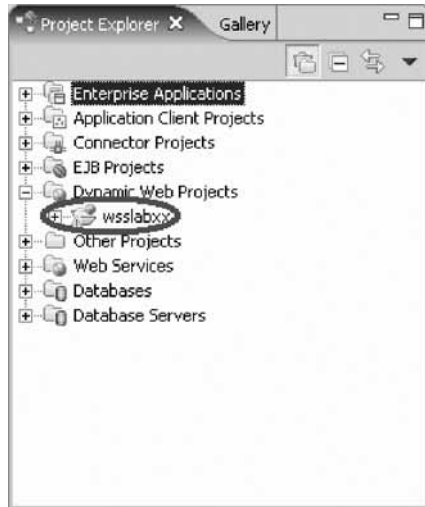 Project Explorer Gallery
Enterprise Applications
Application Client Projects
Connector Projects
EJB Projects
Dynamic Web Projects
wsslabxx
Other Projects
Web Services
Databases
Database Servers